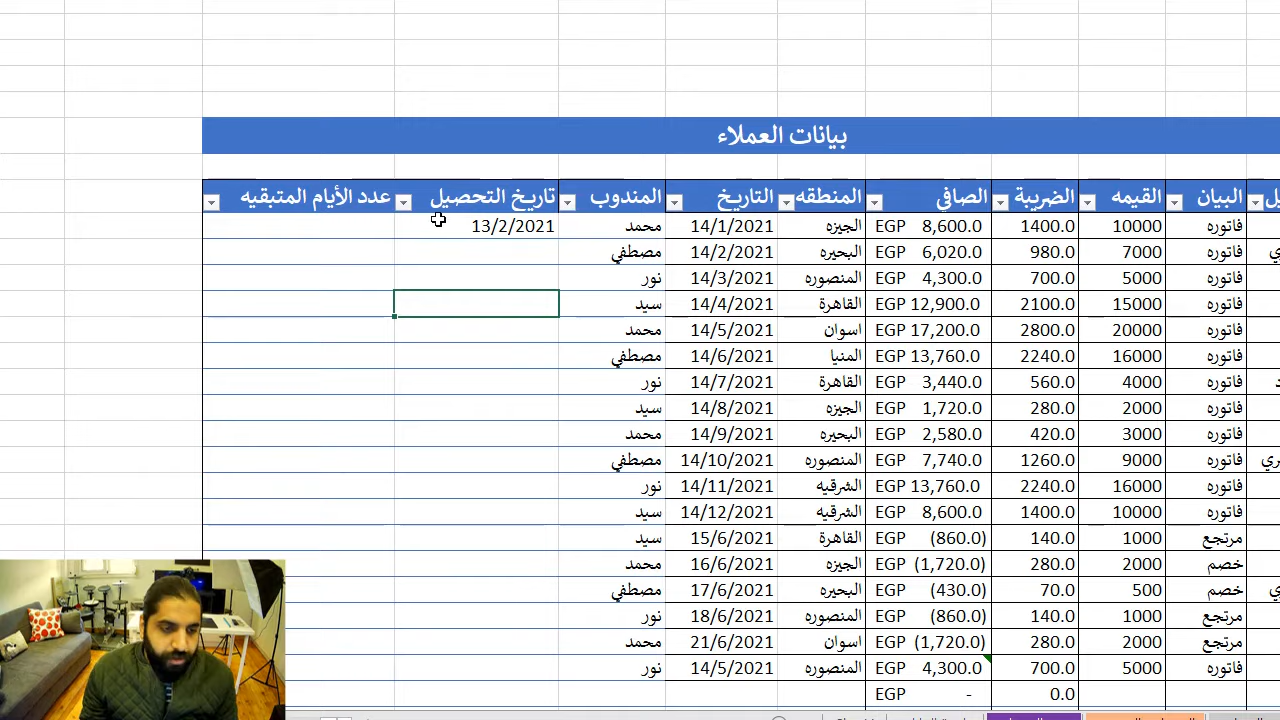 بيانات العملاء
البيان القيمه الضريبة الصافي المنطقه التاريخ المندوب تاريخ التحصيل عدد الأيام المتبقيه
فاتوره 10000 1400.0 EGP 8,600.0 الجيزه 14/1/2021 محمد 13/2/2021
فاتوره 7000 980.0 EGP 6,020.0 البحيره 14/2/2021 مصطفي
فاتوره 5000 700.0 EGP 4,300.0 المنصوره 14/3/2021 نور
فاتوره 15000 2100.0 EGP 12,900.0 القاهرة 14/4/2021 سيد
فاتوره 20000 2800.0 EGP 17,200.0 اسوان 14/5/2021 محمد
فاتوره 16000 2240.0 EGP 13,760.0 المنيا 14/6/2021 مصطفي
فاتوره 4000 560.0 EGP 3,440.0 القاهرة 14/7/2021 نور
فاتوره 2000 280.0 EGP 1,720.0 الجيزه 14/8/2021 سيد
فاتوره 3000 420.0 EGP 2,580.0 البحيره 14/9/2021 محمد
فاتوره 9000 1260.0 EGP 7,740.0 المنصوره 14/10/2021 مصطفي
فاتوره 16000 2240.0 EGP 13,760.0 الشرقيه 14/11/2021 نور
فاتوره 10000 1400.0 EGP 8,600.0 الشرقيه 14/12/2021 سيد
مرتجع 1000 140.0 EGP (860.0) القاهرة 15/6/2021 سيد
خصم 2000 280.0 EGP (1,720.0) الجيزه 16/6/2021 محمد
خصم 500 70.0 EGP (430.0) البحيره 17/6/2021 مصطفي
مرتجع 1000 140.0 EGP (860.0) المنصوره 18/6/2021 نور
مرتجع 2000 280.0 EGP (1,720.0) اسوان 21/6/2021 محمد
فاتوره 5000 700.0 EGP 4,300.0 المنصوره 14/5/2021 نور
0.0 EGP -